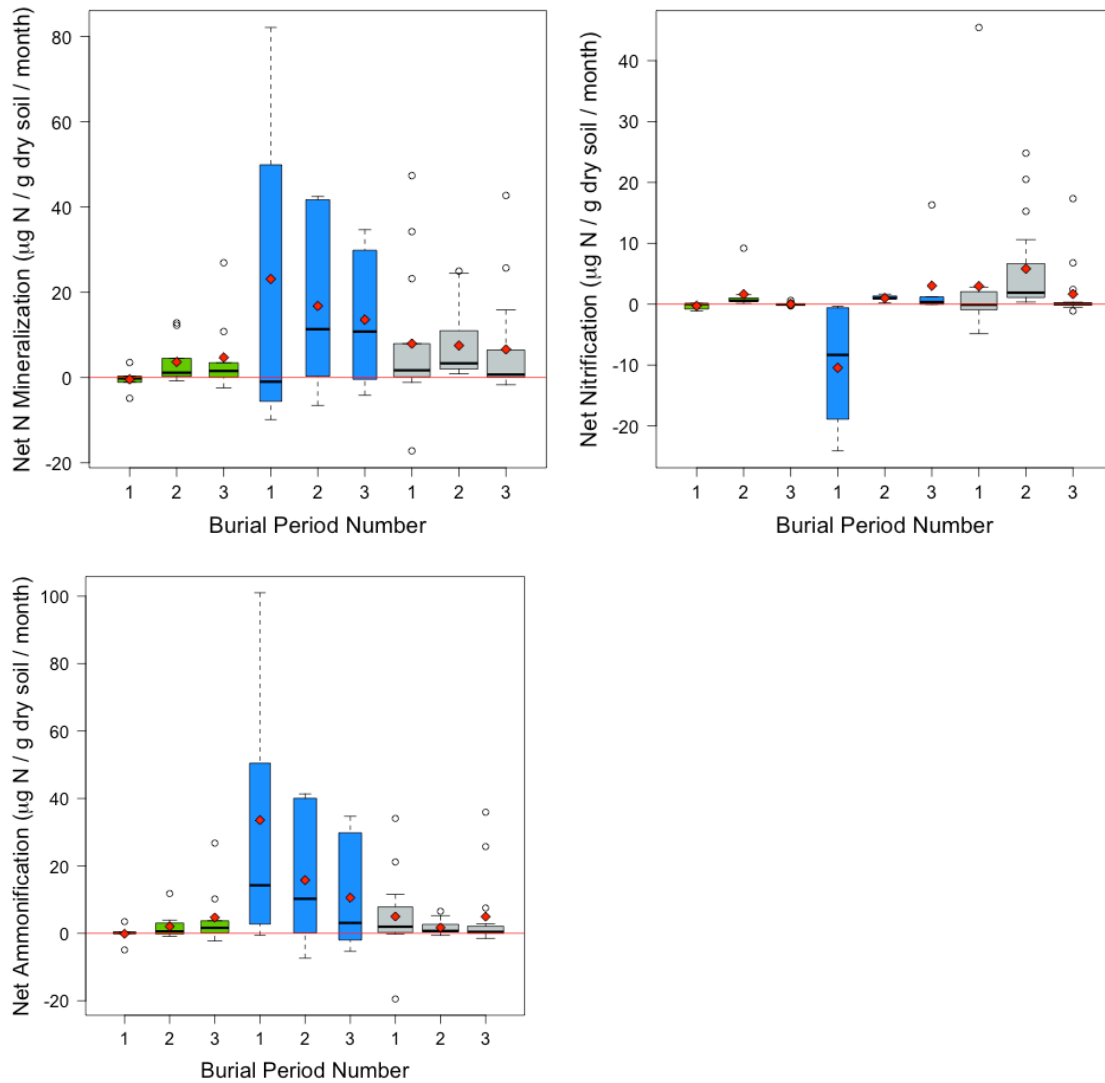 Net N Mineralization (μg N / g dry soil / month)
80
60
40
20
0
-20
1 2 3 1 2 3 1 2 3
Burial Period Number
Net Nitrification (μg N / g dry soil / month)
40
30
20
10
0
-10
-20
1 2 3 1 2 3 1 2 3
Burial Period Number
Net Ammonification (μg N / g dry soil / month)
100
80
60
40
20
0
-20
1 2 3 1 2 3 1 2 3
Burial Period Number